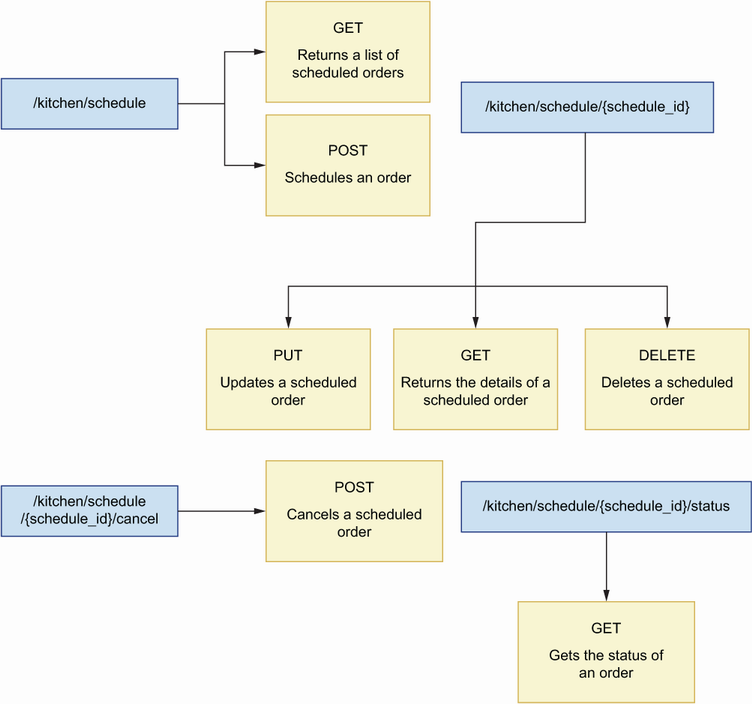 /kitchen/schedule
GET
Returns a list of
scheduled orders
POST
Schedules an order
/kitchen/schedule/{schedule_id}
PUT
Updates a scheduled
order
GET
Returns the details of a
scheduled order
DELETE
Deletes a scheduled
order
/kitchen/schedule
/{schedule_id}/cancel
POST
Cancels a scheduled
order
/kitchen/schedule/{schedule_id}/status
GET
Gets the status of
an order